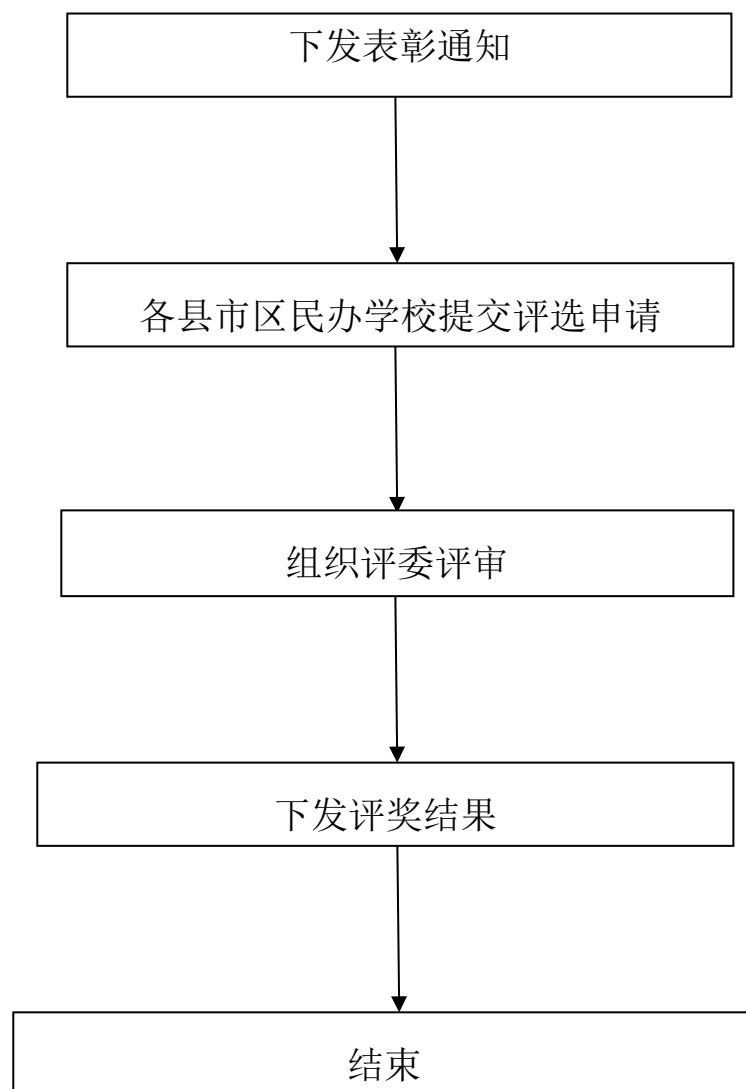 下发表彰通知
各县市区民办学校提交评选申请
组织评委评审
下发评奖结果
结束